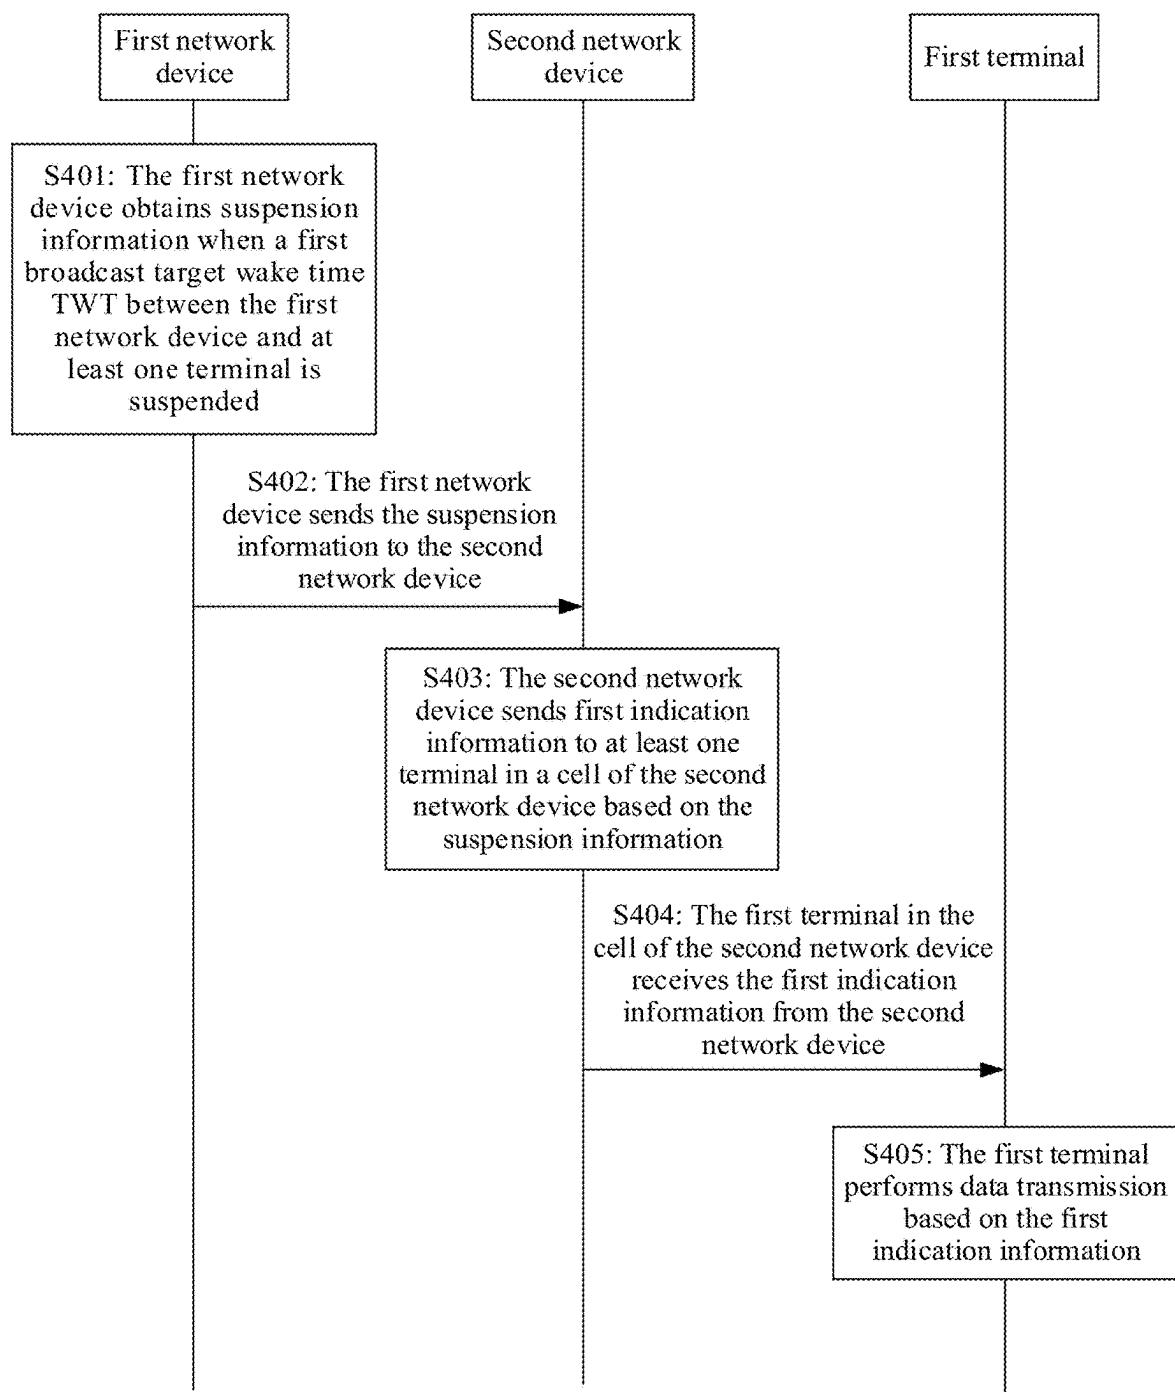 First network
device
Second network
device
First terminal
S401: The first network
device obtains suspension
information when a first
broadcast target wake time
TWT between the first
network device and at
least one terminal is
suspended
S402: The first network
device sends the suspension
information to the second
network device
S403: The second network
device sends first indication
information to at least one
terminal in a cell of the second
network device based on the
suspension information
S404: The first terminal in the
cell of the second network device
receives the first indication
information from the second
network device
S405: The first terminal
performs data transmission
based on the first
indication information